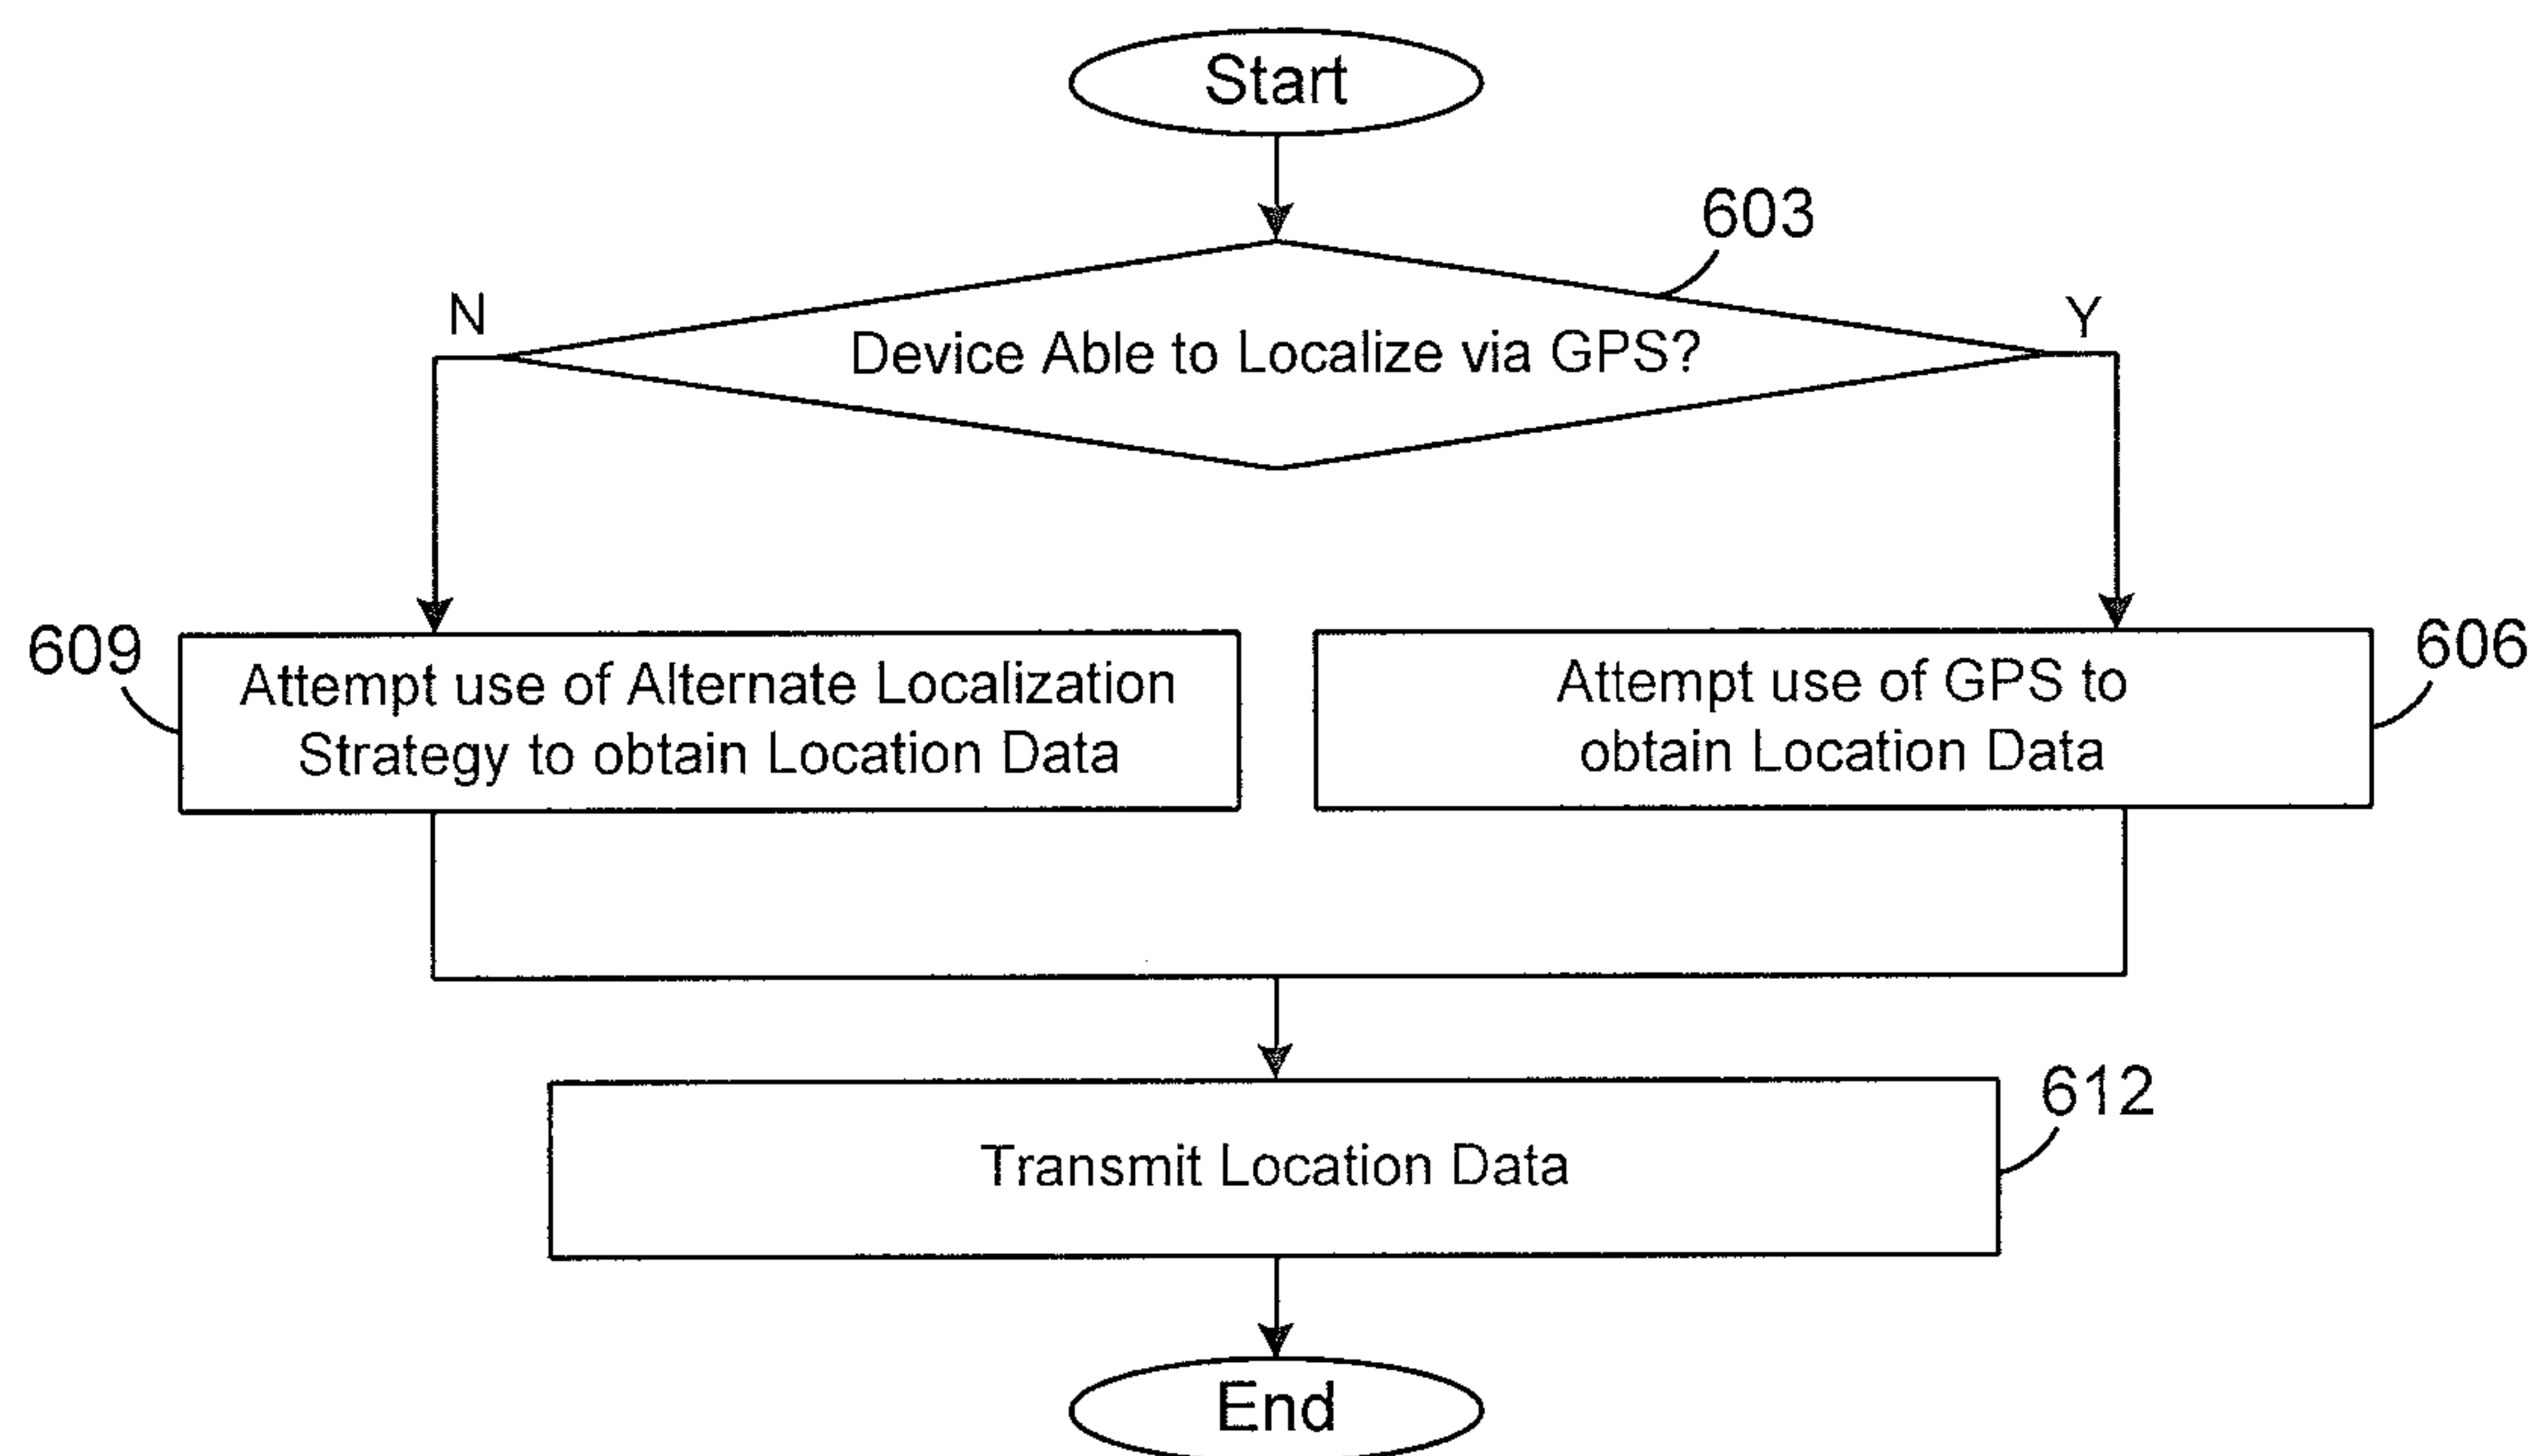 Start
603
N
Y
Device Able to Localize via GPS?
609
Attempt use of Alternate Localization
Strategy to obtain Location Data
Attempt use of GPS to
obtain Location Data
606
Transmit Location Data
612
End